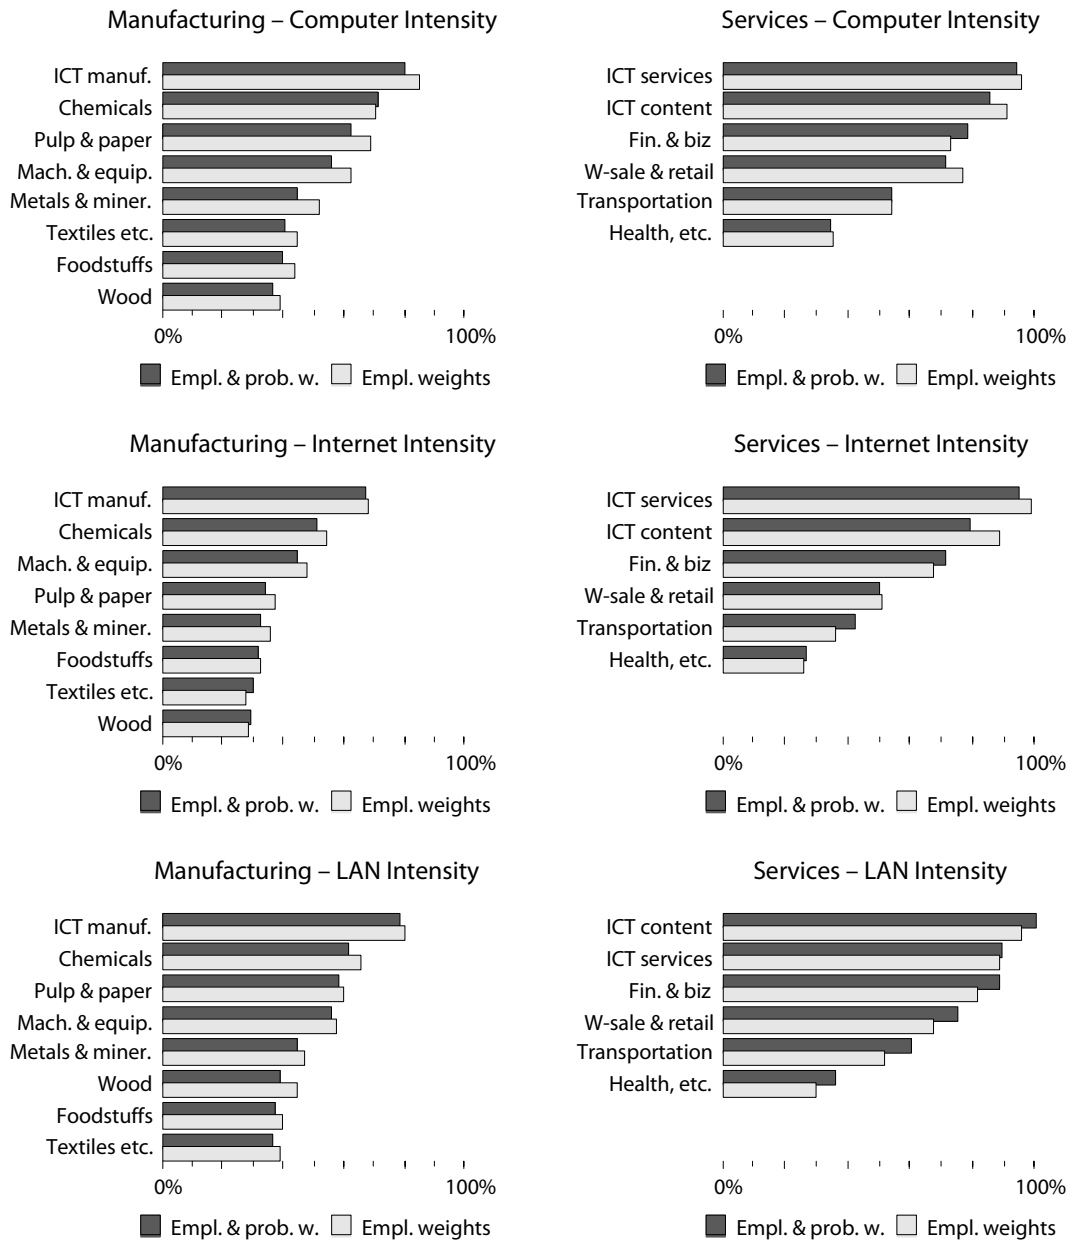 Manufacturing – Computer Intensity
ICT manuf.
Chemicals
Pulp & paper
Mach. & equip.
Metals & miner.
Textiles etc.
Foodstuffs
Wood
0% 100%
Empl. & prob. w. Empl. weights
Services – Computer Intensity
ICT services
ICT content
Fin. & biz
W-sale & retail
Transportation
Health, etc.
0% 100%
Empl. & prob. w. Empl. weights
Manufacturing – Internet Intensity
ICT manuf.
Chemicals
Mach. & equip.
Pulp & paper
Metals & miner.
Foodstuffs
Textiles etc.
Wood
0% 100%
Empl. & prob. w. Empl. weights
Services – Internet Intensity
ICT services
ICT content
Fin. & biz
W-sale & retail
Transportation
Health, etc.
0% 100%
Empl. & prob. w. Empl. weights
Manufacturing – LAN Intensity
ICT manuf.
Chemicals
Pulp & paper
Mach. & equip.
Metals & miner.
Wood
Foodstuffs
Textiles etc.
0% 100%
Empl. & prob. w. Empl. weights
Services – LAN Intensity
ICT content
ICT services
Fin. & biz
W-sale & retail
Transportation
Health, etc.
0% 100%
Empl. & prob. w. Empl. weights